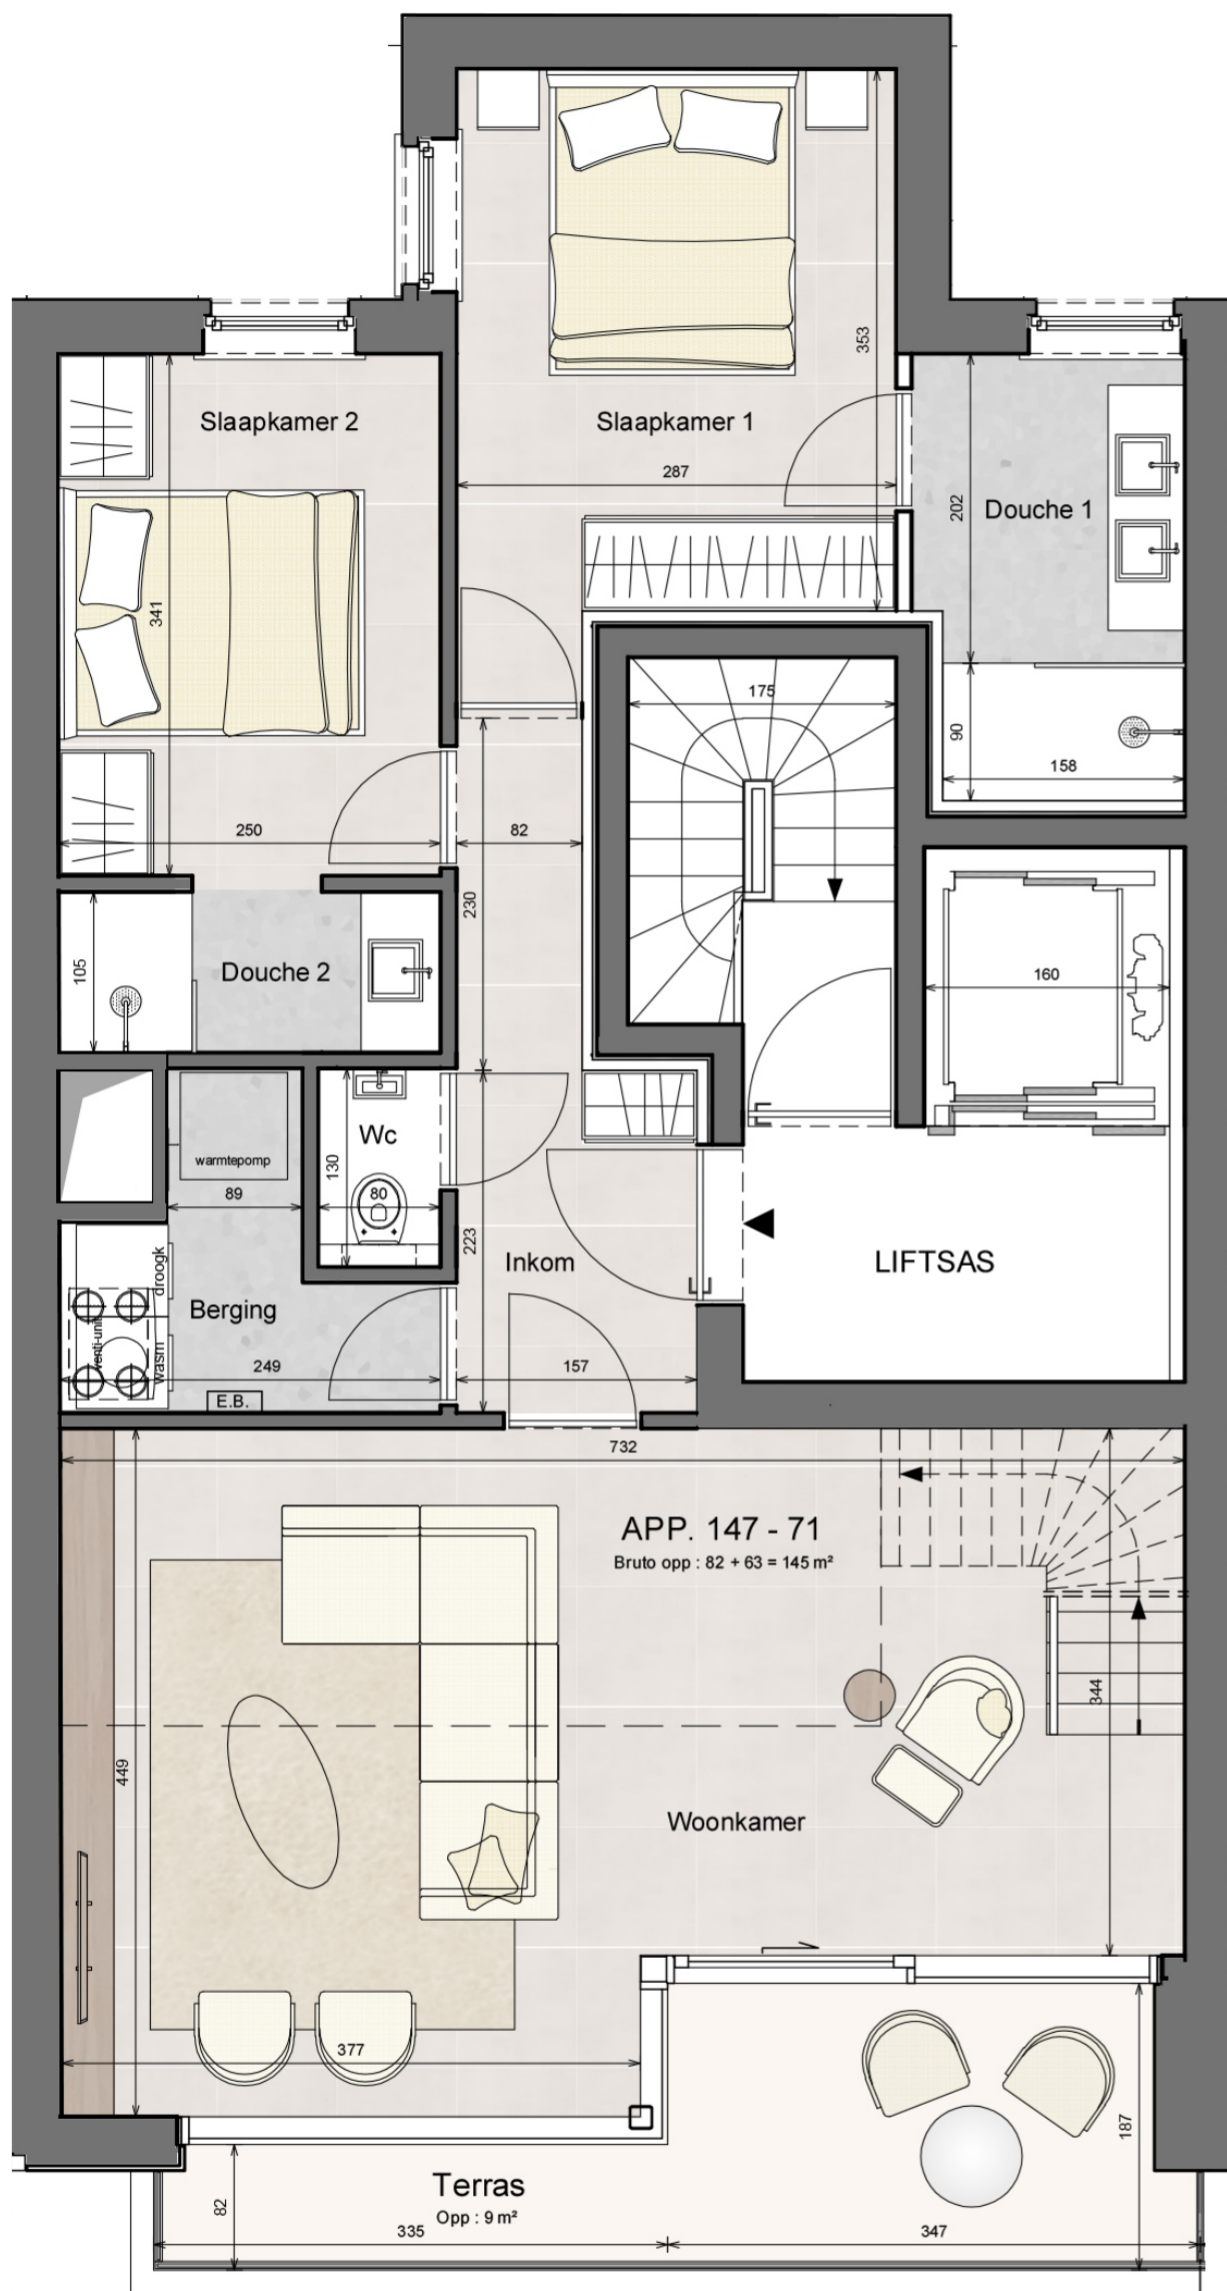 353
Slaapkamer 2
Slaapkamer 1
287
202
Douche 1
341
175
90
158
250
82
230
105
Douche 2
160
Wc
warmtepomp
130
89
80
223
Inkom
LIFTSAS
droogk
Berging
venti-unit
wasm
249
157
E.B.
732
APP. 147 - 71
Bruto opp : 82 + 63 = 145 m²
344
449
Woonkamer
377
187
Terras
82
Opp : 9 m²
335
347